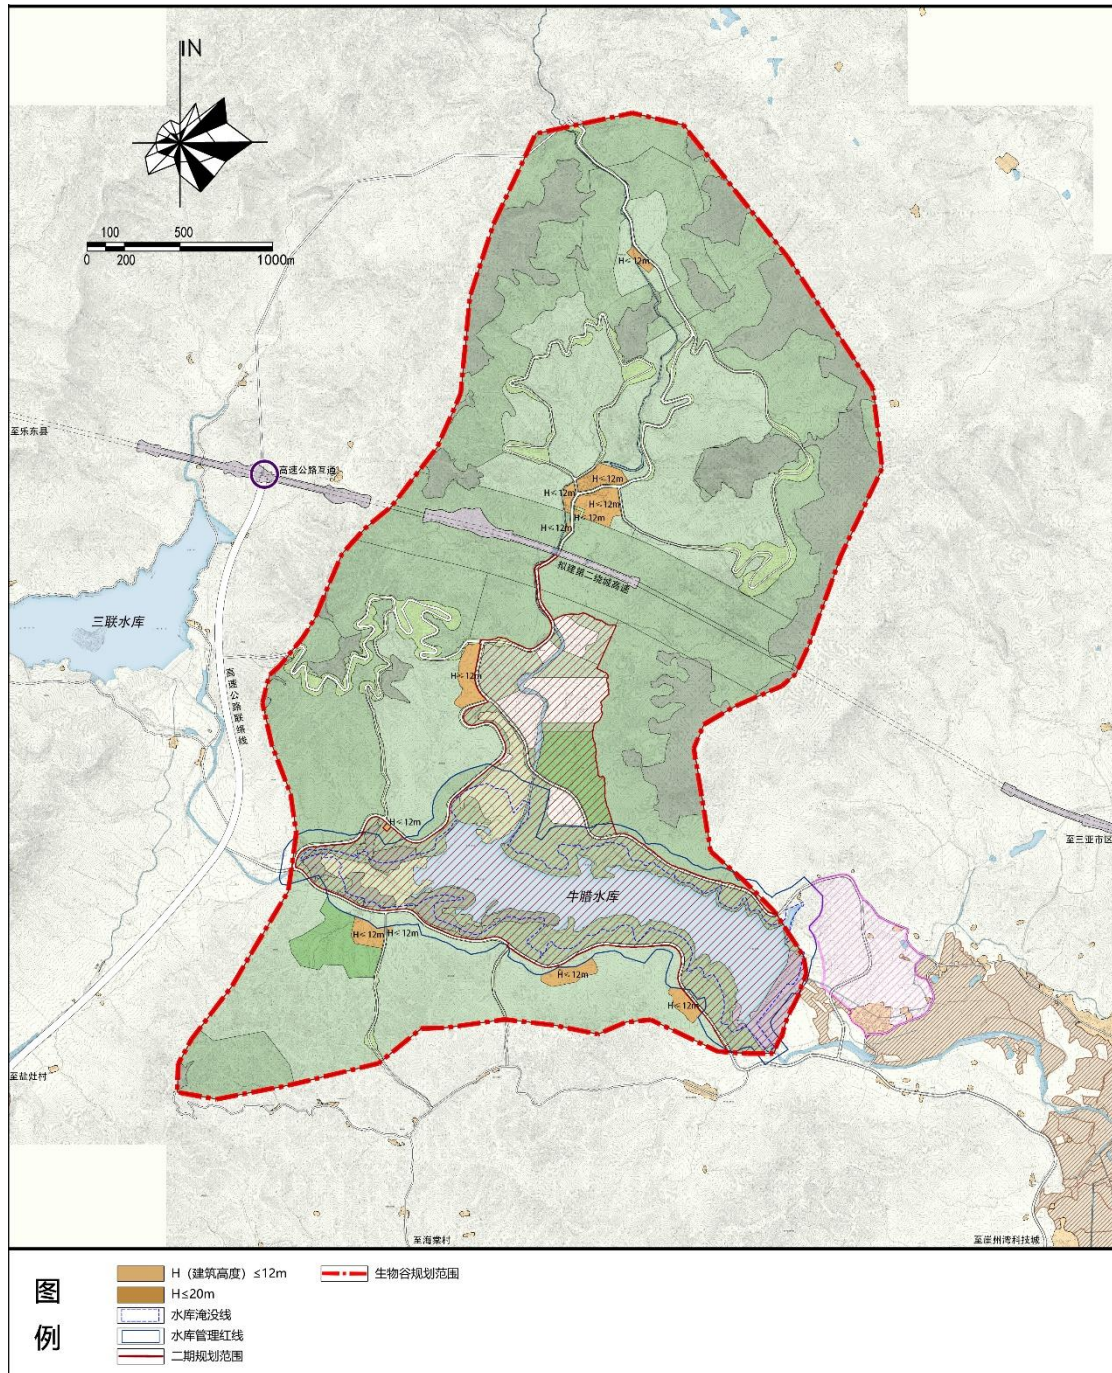 N
100 500
0 200 1000m
H≤12m
至乐东县
高速公路互通
H≤12m
H≤12m
H≤12m
H≤12m
H≤12m
拟建第二绕城高速
三联水库
高速公路联络线
H≤12m
H≤12m
至三亚市区
牛腊水库
H≤12m
H≤12m
H≤12m
H≤12m
至盐灶村
至海棠村
至崖州湾科技城
图例
H（建筑高度）≤12m
生物谷规划范围
H≤20m
水库淹没线
水库管理红线
二期规划范围